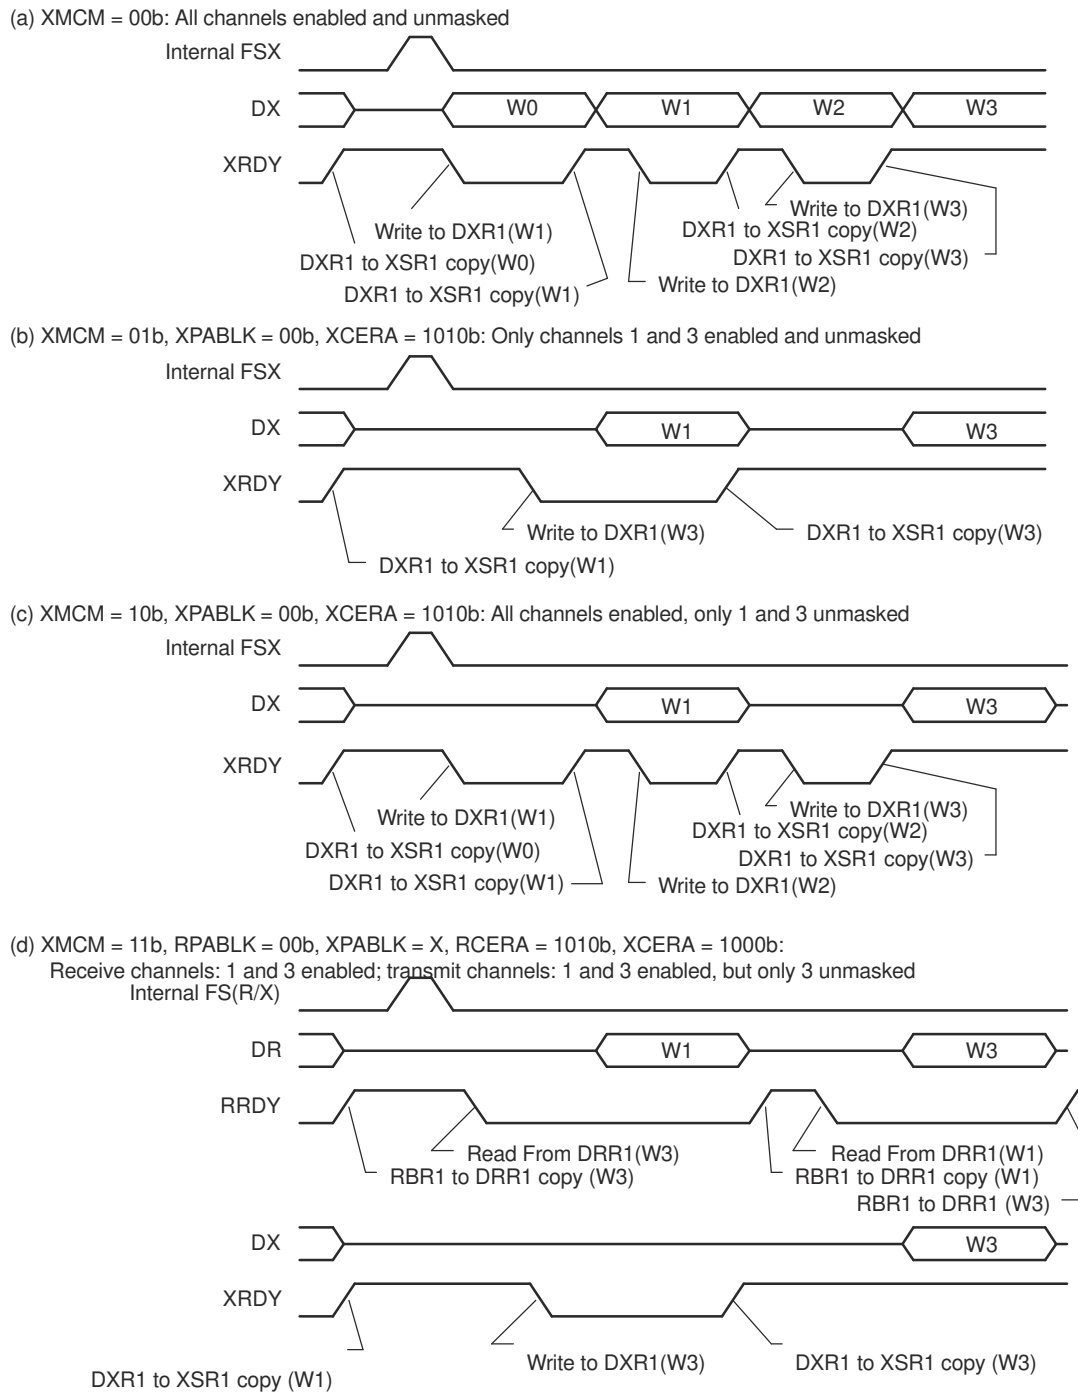 (a) XMCM = 00b: All channels enabled and unmasked
Internal FSX
DX
W0
W1
W2
W3
XRDY
Write to DXR1(W3)
Write to DXR1(W1)
DXR1 to XSR1 copy(W2)
DXR1 to XSR1 copy(W0)
DXR1 to XSR1 copy(W3)
DXR1 to XSR1 copy(W1)
Write to DXR1(W2)
(b) XMCM = 01b, XPABLK = 00b, XCERA = 1010b: Only channels 1 and 3 enabled and unmasked
Internal FSX
DX
W1
W3
XRDY
Write to DXR1(W3)
DXR1 to XSR1 copy(W3)
DXR1 to XSR1 copy(W1)
(c) XMCM = 10b, XPABLK = 00b, XCERA = 1010b: All channels enabled, only 1 and 3 unmasked
Internal FSX
DX
W1
W3
XRDY
Write to DXR1(W3)
Write to DXR1(W1)
DXR1 to XSR1 copy(W2)
DXR1 to XSR1 copy(W0)
DXR1 to XSR1 copy(W3)
DXR1 to XSR1 copy(W1)
Write to DXR1(W2)
(d) XMCM = 11b, RPABLK = 00b, XPABLK = X, RCERA = 1010b, XCERA = 1000b:
Receive channels: 1 and 3 enabled; transmit channels: 1 and 3 enabled, but only 3 unmasked
Internal FS(R/X)
DR
W1
W3
RRDY
Read From DRR1(W3)
Read From DRR1(W1)
RBR1 to DRR1 copy (W3)
RBR1 to DRR1 copy (W1)
RBR1 to DRR1 (W3)
DX
W3
XRDY
Write to DXR1(W3)
DXR1 to XSR1 copy (W3)
DXR1 to XSR1 copy (W1)